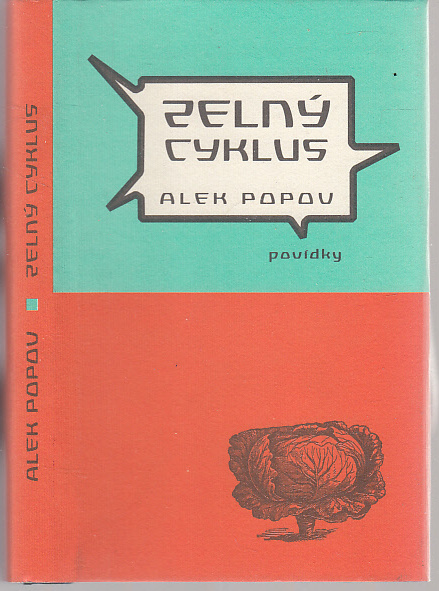 ZELNÝ
CYKLUS
ALEK POPOV
povídky
ALEK POPOV ZELNÝ CYKLUS